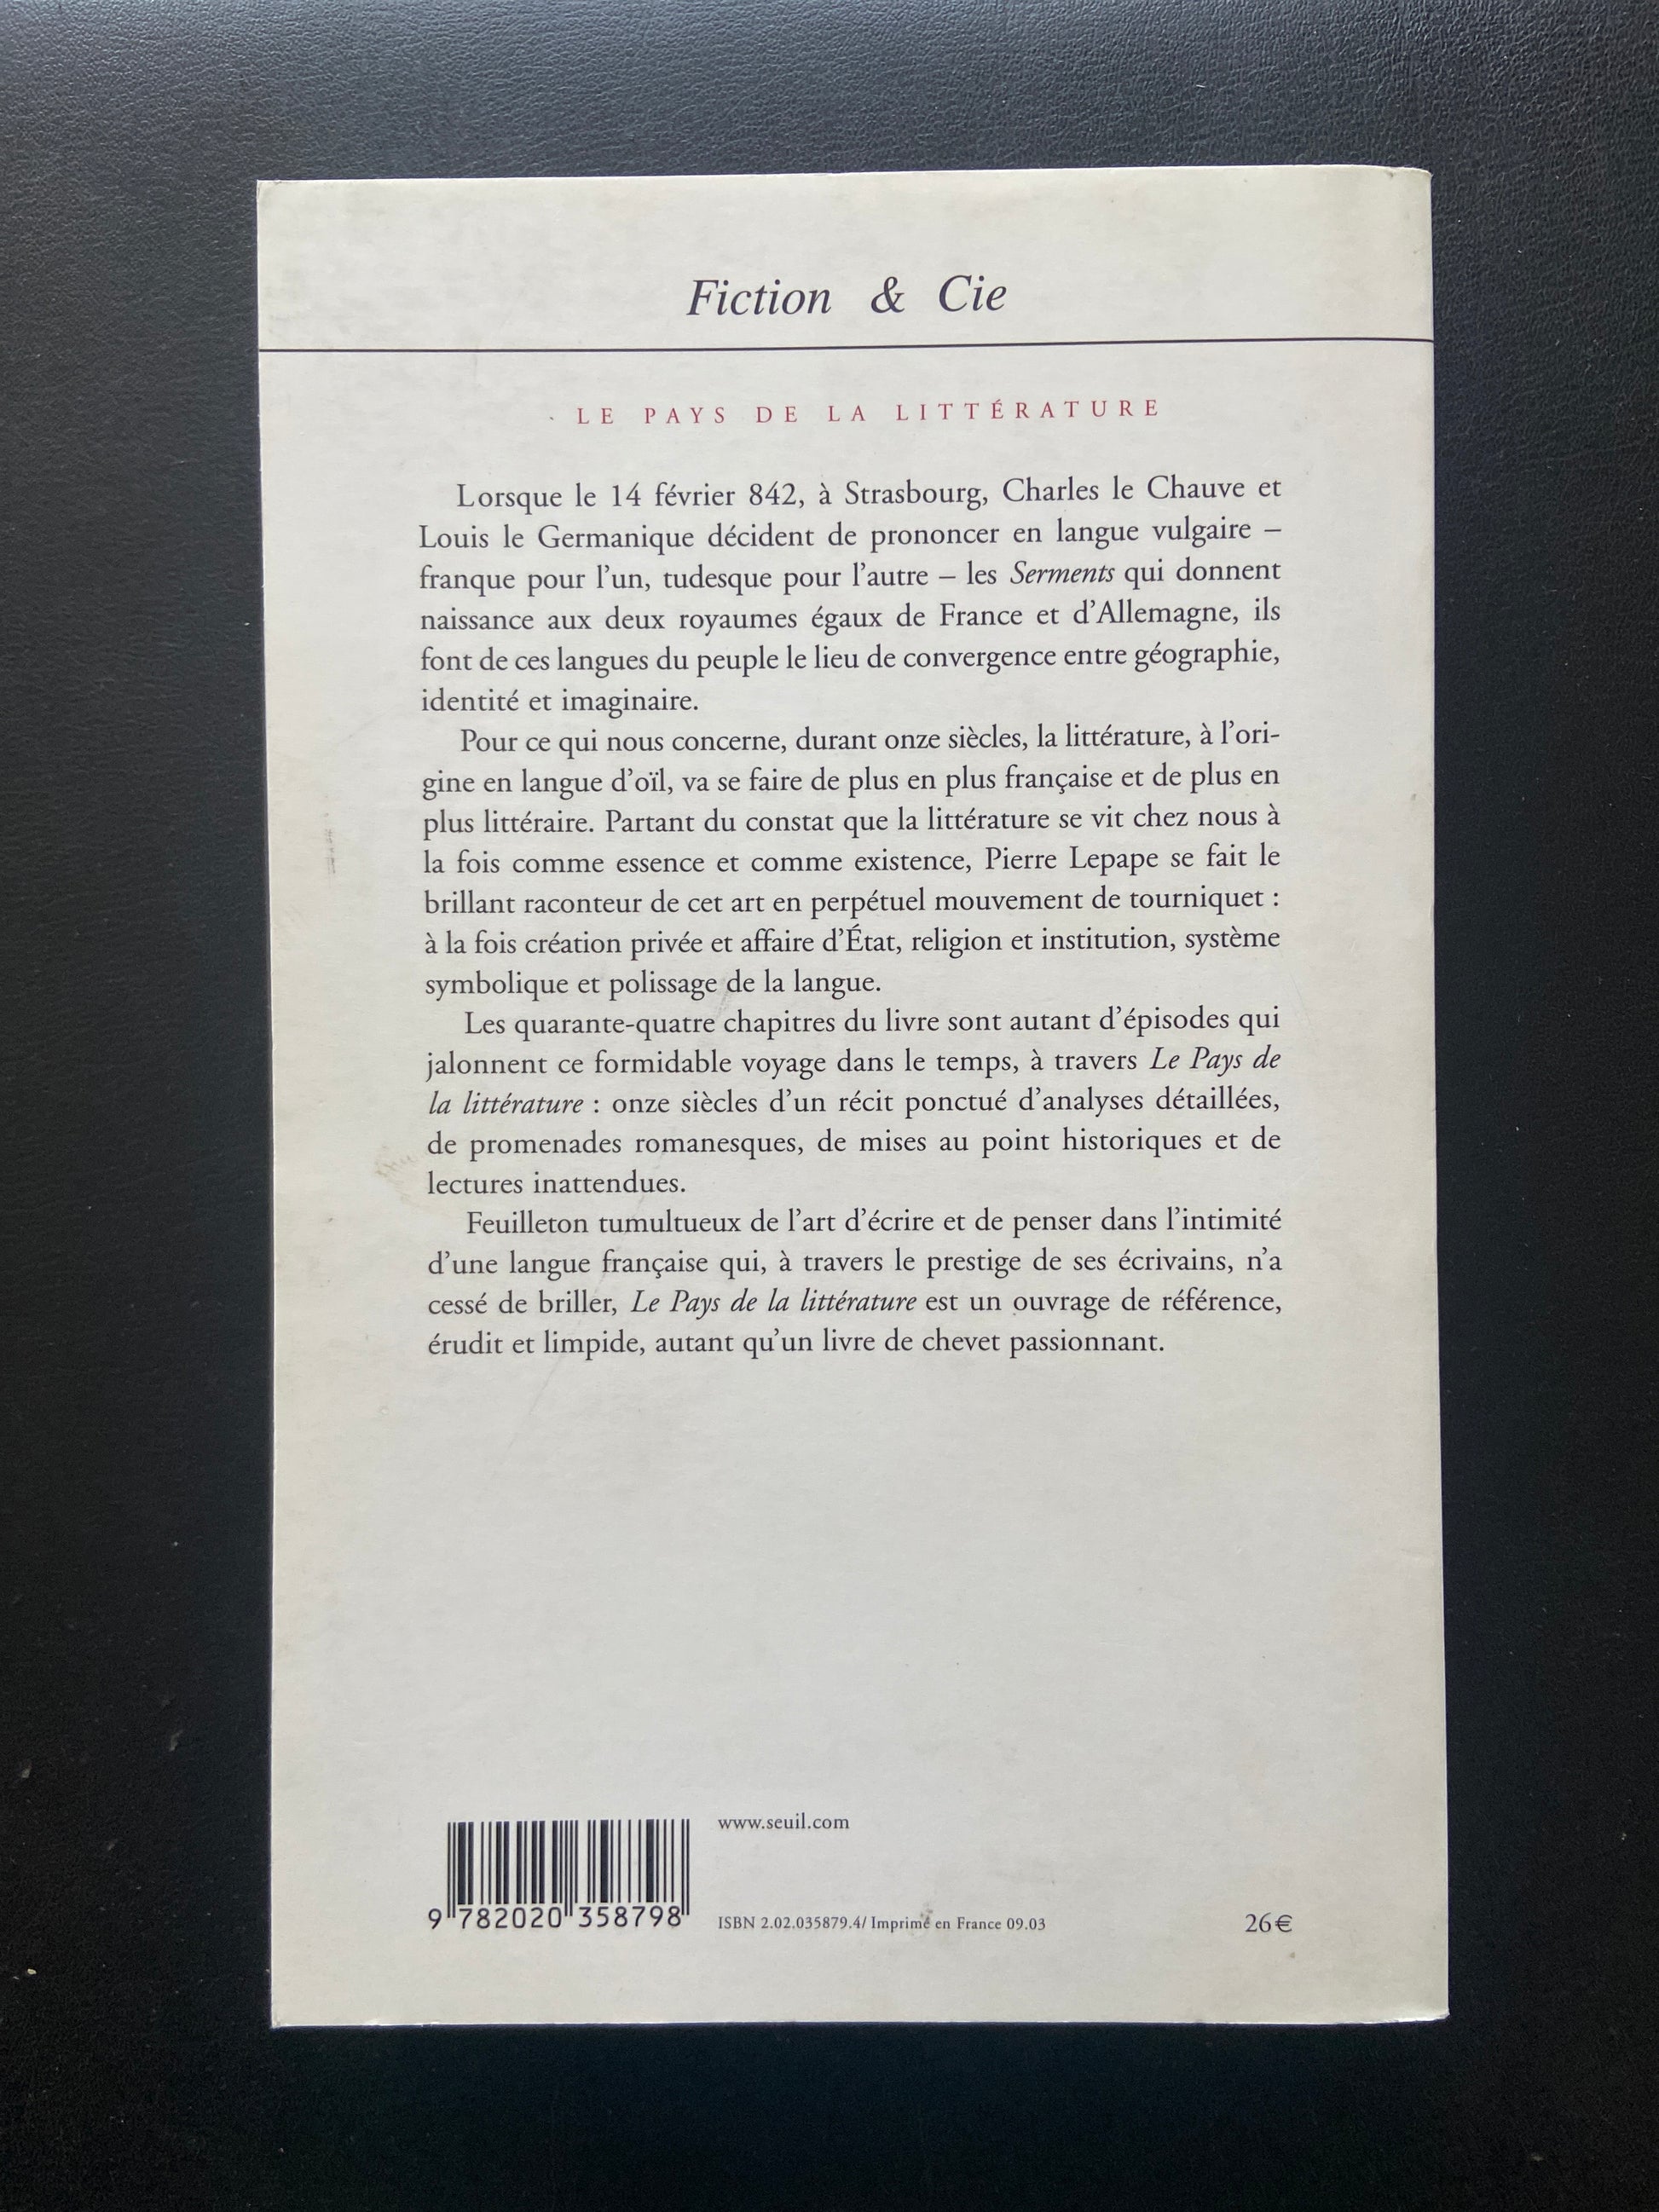 Fiction & Cie
LE PAYS DE LA LITTÉRATURE
Lorsque le 14 février 842, à Strasbourg, Charles le Chauve et
Louis le Germanique décident de prononcer en langue vulgaire –
franque pour l'un, tudesque pour l'autre – les Serments qui donnent
naissance aux deux royaumes égaux de France et d'Allemagne, ils
font de ces langues du peuple le lieu de convergence entre géographie,
identité et imaginaire.
Pour ce qui nous concerne, durant onze siècles, la littérature, à l'ori-
gine en langue d'oïl, va se faire de plus en plus française et de plus en
plus littéraire. Partant du constat que la littérature se vit chez nous à
la fois comme essence et comme existence, Pierre Lepape se fait le
brillant raconteur de cet art en perpétuel mouvement de tourniquet :
à la fois création privée et affaire d'État, religion et institution, système
symbolique et polissage de la langue.
Les quarante-quatre chapitres du livre sont autant d'épisodes qui
jalonnent ce formidable voyage dans le temps, à travers Le Pays de
la littérature : onze siècles d'un récit ponctué d'analyses détaillées,
de promenades romanesques, de mises au point historiques et de
lectures inattendues.
Feuilleton tumultueux de l'art d'écrire et de penser dans l'intimité
d'une langue française qui, à travers le prestige de ses écrivains, n'a
cessé de briller, Le Pays de la littérature est un ouvrage de référence,
érudit et limpide, autant qu'un livre de chevet passionnant.
www.seuil.com
9 782020 358798
ISBN 2.02.035879.4/ Imprimé en France 09.03
26€